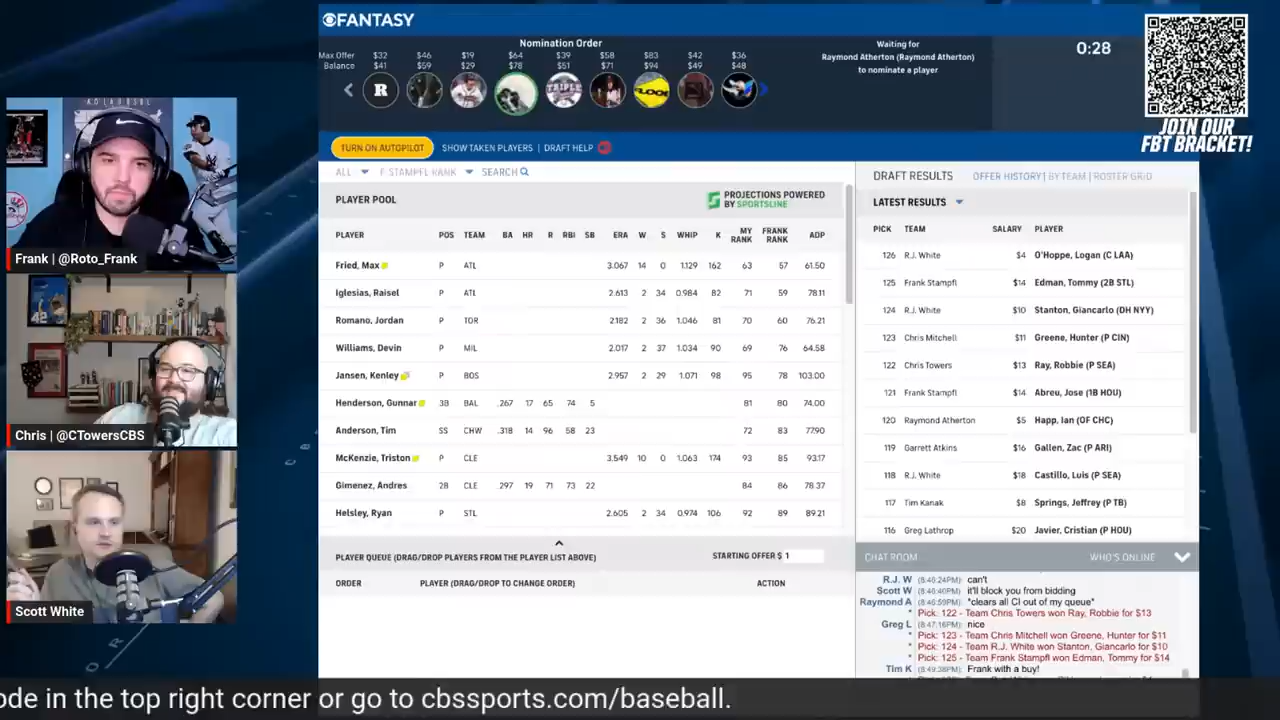 FANTASY
Nomination Order
Max Offer $32 $46 $19 $64 $39 $58 $83 $42 $36
Balance $41 $59 $29 $78 $51 $71 $94 $49 $48
R
TRIPLE
Waiting for
Raymond Atherton (Raymond Atherton)
to nominate a player
0:28
JOIN OUR
FBT BRACKET!
TURN ON AUTOPILOT SHOW TAKEN PLAYERS | DRAFT HELP
ALL F STAMPFL RANK SEARCH
PLAYER POOL
PROJECTIONS POWERED
BY SPORTSLINE
PLAYER POS TEAM BA HR R RBI SB ERA W S WHIP K MY RANK FRANK RANK ADP
Fried, Max P ATL 3.067 14 0 1.129 162 63 57 61.50
Iglesias, Raisel P ATL 2.613 2 34 0.984 82 71 59 78.11
Romano, Jordan P TOR 2.182 2 36 1.046 81 70 60 76.21
Williams, Devin P MIL 2.017 2 37 1.034 90 69 76 64.58
Jansen, Kenley P BOS 2.957 2 29 1.071 98 95 78 103.00
Henderson, Gunnar 3B BAL .267 17 65 74 5 81 80 74.00
Anderson, Tim SS CHW .318 14 96 58 23 72 83 77.90
McKenzie, Triston P CLE 3.549 10 0 1.063 174 93 85 93.17
Gimenez, Andres 2B CLE .297 19 71 73 22 84 86 78.37
Helsley, Ryan P STL 2.605 2 34 0.974 106 92 89 89.21
PLAYER QUEUE (DRAG/DROP PLAYERS FROM THE PLAYER LIST ABOVE) STARTING OFFER $ 1
ORDER PLAYER (DRAG/DROP TO CHANGE ORDER) ACTION
DRAFT RESULTS OFFER HISTORY | BY TEAM | ROSTER GRID
LATEST RESULTS
PICK TEAM SALARY PLAYER
126 R.J. White $4 O'Hoppe, Logan (C LAA)
125 Frank Stampfl $14 Edman, Tommy (2B STL)
124 R.J. White $10 Stanton, Giancarlo (DH NYY)
123 Chris Mitchell $11 Greene, Hunter (P CIN)
122 Chris Towers $13 Ray, Robbie (P SEA)
121 Frank Stampfl $14 Abreu, Jose (1B HOU)
120 Raymond Atherton $5 Happ, Ian (OF CHC)
119 Garrett Atkins $16 Gallen, Zac (P ARI)
118 R.J. White $18 Castillo, Luis (P SEA)
117 Tim Kanak $8 Springs, Jeffrey (P TB)
116 Greg Lathrop $20 Javier, Cristian (P HOU)
CHAT ROOM WHO'S ONLINE
R.J. W (8:46:24PM): can't
Scott W (8:46:40PM): it'll block you from bidding
Raymond A (8:46:59PM): *clears all CI out of my queue*
* Pick: 122 - Team Chris Towers won Ray, Robbie for $13
Greg L (8:47:16PM): nice
* Pick: 123 - Team Chris Mitchell won Greene, Hunter for $11
* Pick: 124 - Team R.J. White won Stanton, Giancarlo for $10
* Pick: 125 - Team Frank Stampfl won Edman, Tommy for $14
Tim K (8:49:38PM): Frank with a buy!
Frank | @Roto_Frank
Chris | @CTowersCBS
Scott White
ode in the top right corner or go to cbssports.com/baseball.